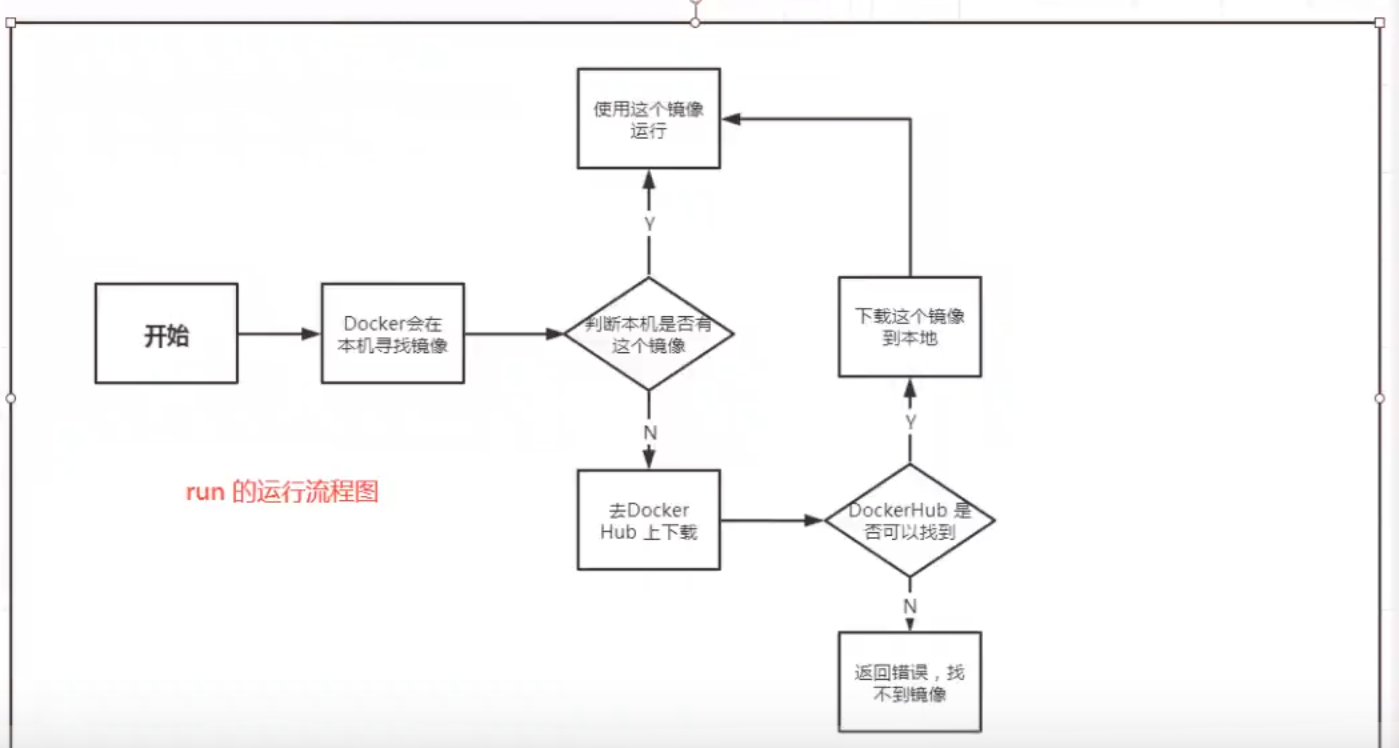 使用这个镜像
运行
Y
开始
Docker会在
本机寻找镜像
判断本机是否有
这个镜像
下载这个镜像
到本地
Y
N
run 的运行流程图
去Docker
Hub 上下载
DockerHub 是
否可以找到
N
返回错误，找
不到镜像